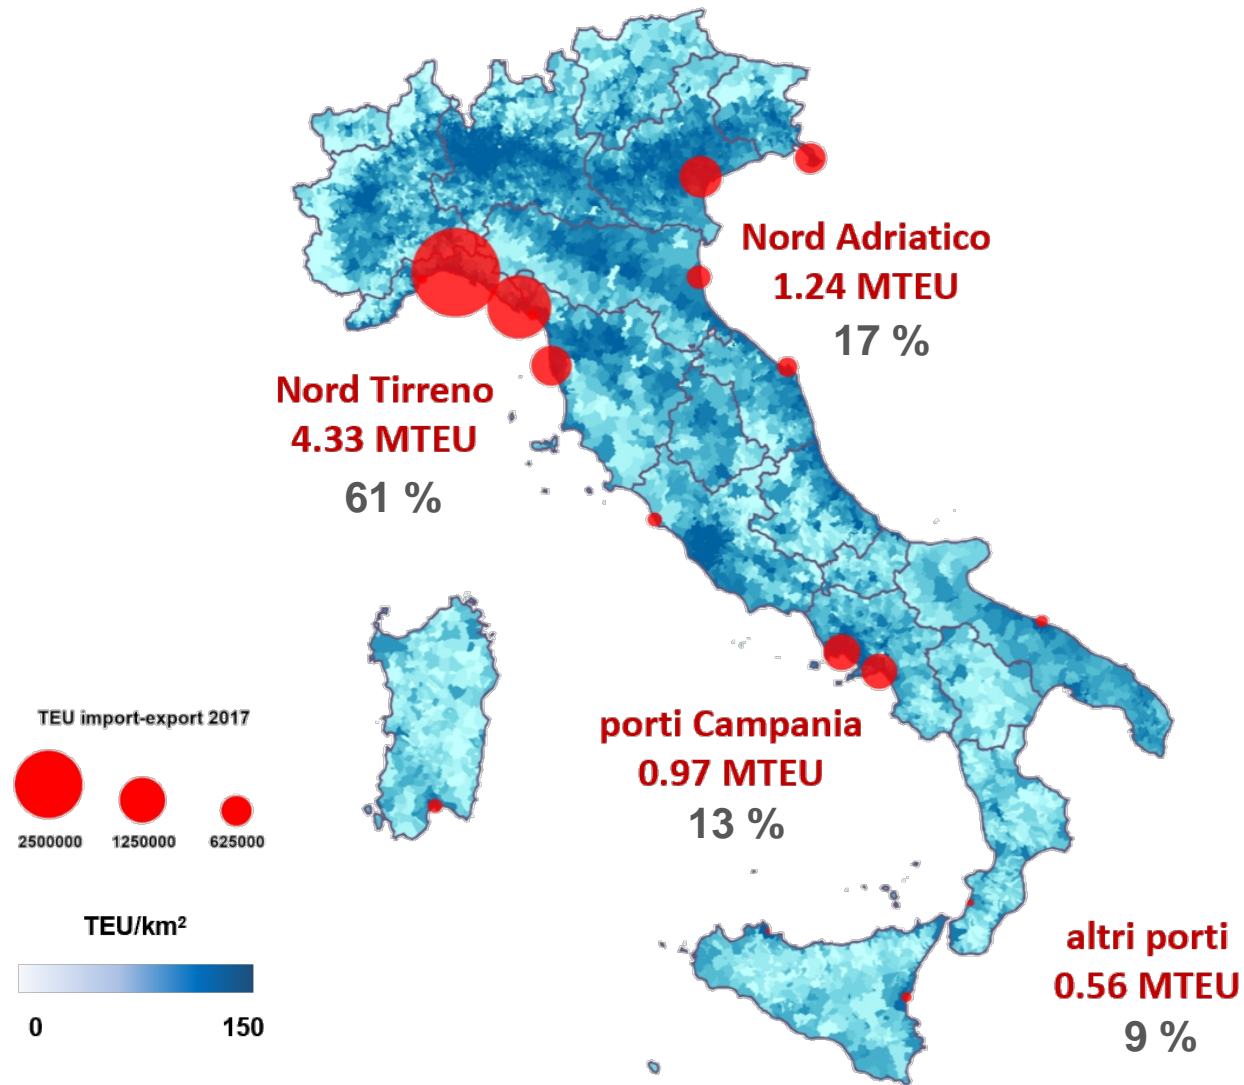 Nord Adriatico
1.24 MTEU
17 %
Nord Tirreno
4.33 MTEU
61 %
porti Campania
0.97 MTEU
13 %
altri porti
0.56 MTEU
9 %
TEU import-export 2017
2500000 1250000 625000
TEU/km²
0 150